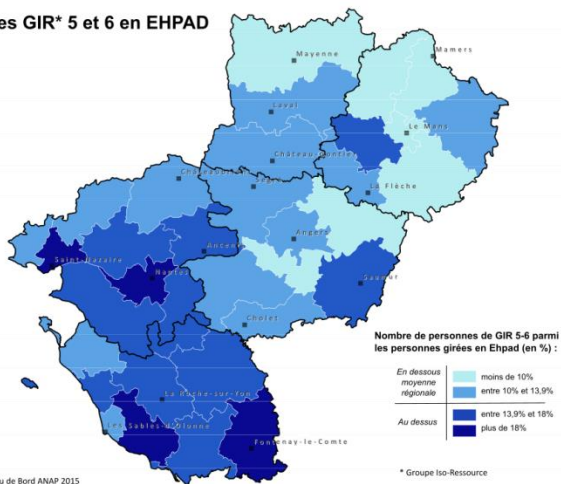 es GIR* 5 et 6 en EHPAD
Mayenne
Mamers
Laval
Le Mans
Château-Gontier
Segré
La Flèche
Angers
Ancenis
Saint-Nazaire
Nantes
Saumur
Cholet
Nombre de personnes de GIR 5-6 parmi
les personnes girées en Ehpad (en %) :
En dessous
moyenne
régionale
moins de 10%
entre 10% et 13,9%
Au dessus
entre 13,9% et 18%
plus de 18%
La Roche-sur-Yon
Les Sables-d'Olonne
Fontenay-le-Comte
* Groupe Iso-Ressource
u de Bord ANAP 2015